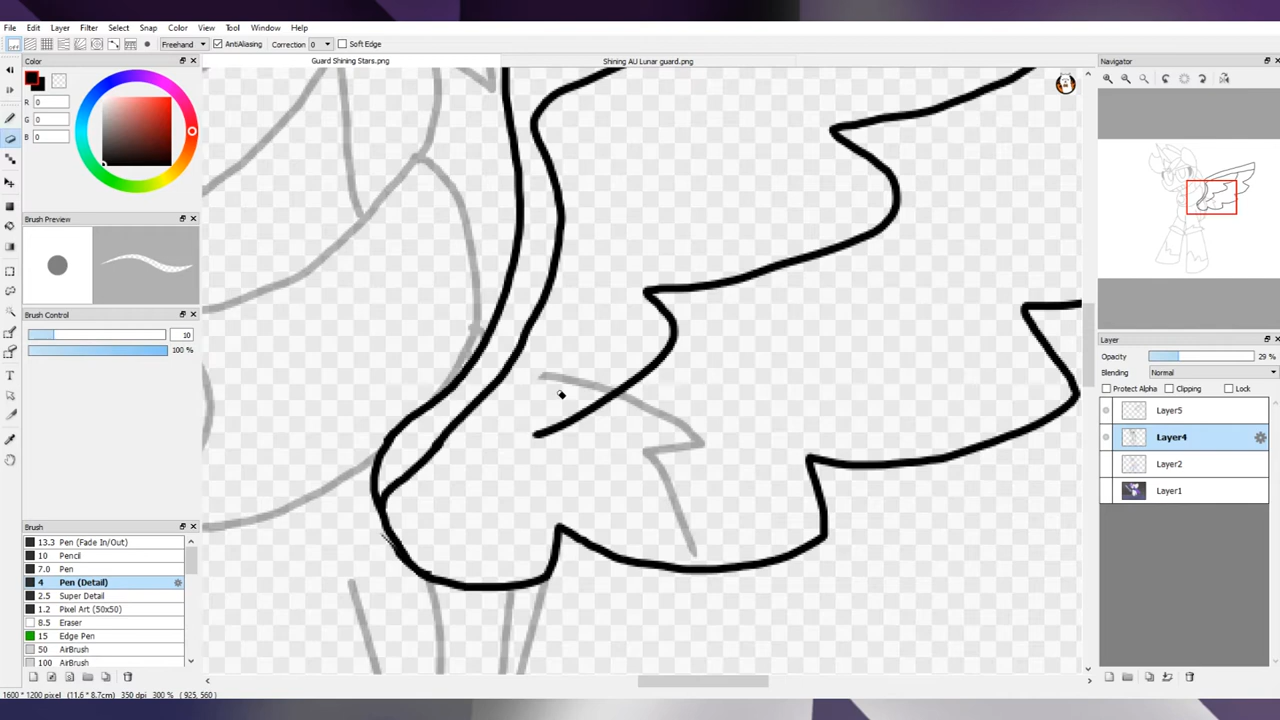 File Edit Layer Filter Select Snap Color View Tool Window Help
Freehand AntiAliasing Correction 0 Soft Edge
Color
Guard Shining Stars.png
Shining AU Lunar guard.png
Navigator
R 0
G 0
B 0
Brush Preview
Brush Control
10
100 %
Layer
Opacity 29 %
Blending Normal
Protect Alpha Clipping Lock
Layer5
Layer4
Layer2
Layer1
Brush
13.3 Pen (Fade In/Out)
10 Pencil
7.0 Pen
4 Pen (Detail)
2.5 Super Detail
1.2 Pixel Art (50x50)
8.5 Eraser
15 Edge Pen
50 AirBrush
100 AirBrush
1600 * 1200 pixel (11.6 * 8.7cm) 350 dpi 300 % ( 925, 560)